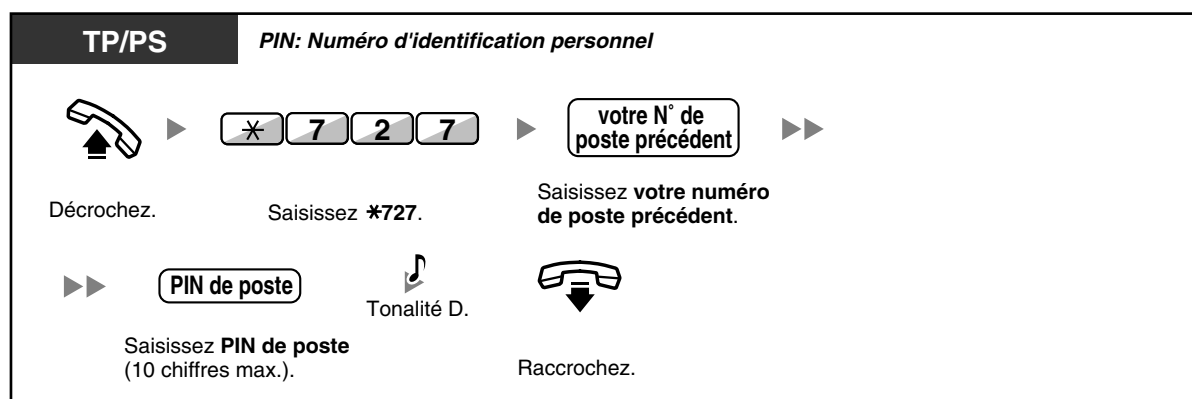 TP/PS
PIN: Numéro d'identification personnel
✳ 7 2 7
votre N° de
poste précédent
Décrochez.
Saisissez ✳727.
Saisissez votre numéro
de poste précédent.
PIN de poste
Tonalité D.
Saisissez PIN de poste
(10 chiffres max.).
Raccrochez.